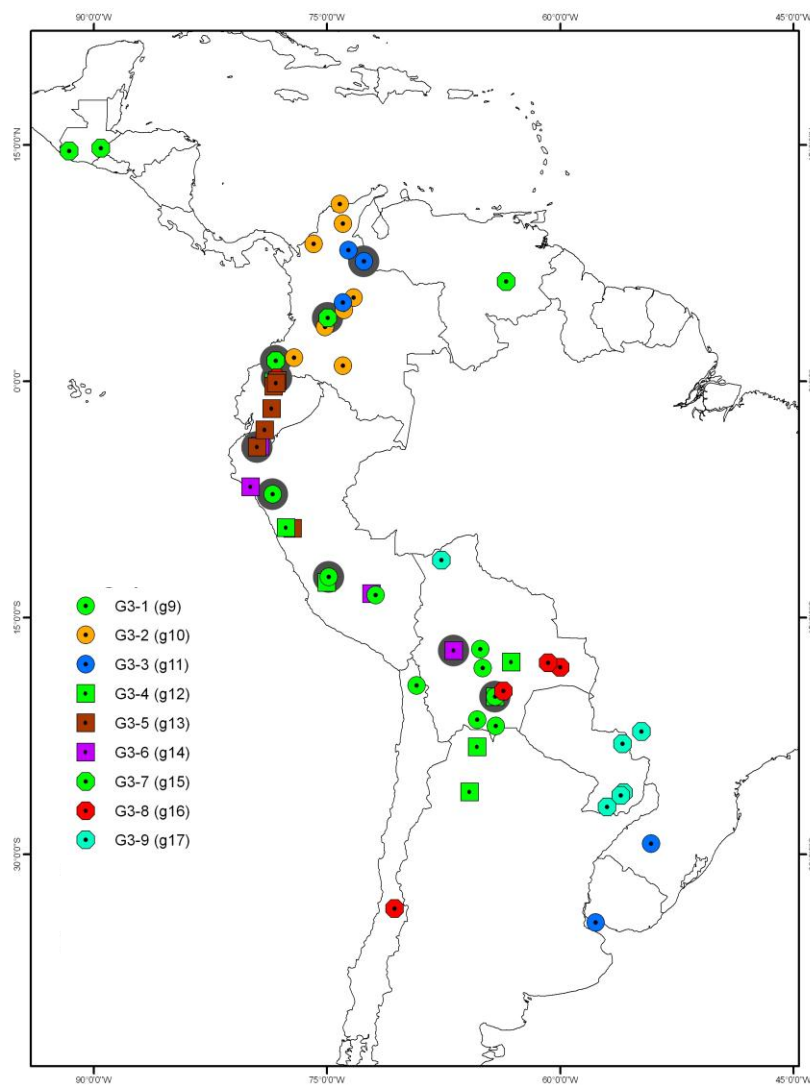 90°0'0"W 75°0'0"W 60°0'0"W 45°0'0"W
15°0'0"N
0°0'0"
15°0'0"S
30°0'0"S
G3-1 (g9)
G3-2 (g10)
G3-3 (g11)
G3-4 (g12)
G3-5 (g13)
G3-6 (g14)
G3-7 (g15)
G3-8 (g16)
G3-9 (g17)
90°0'0"W 75°0'0"W 60°0'0"W 45°0'0"W